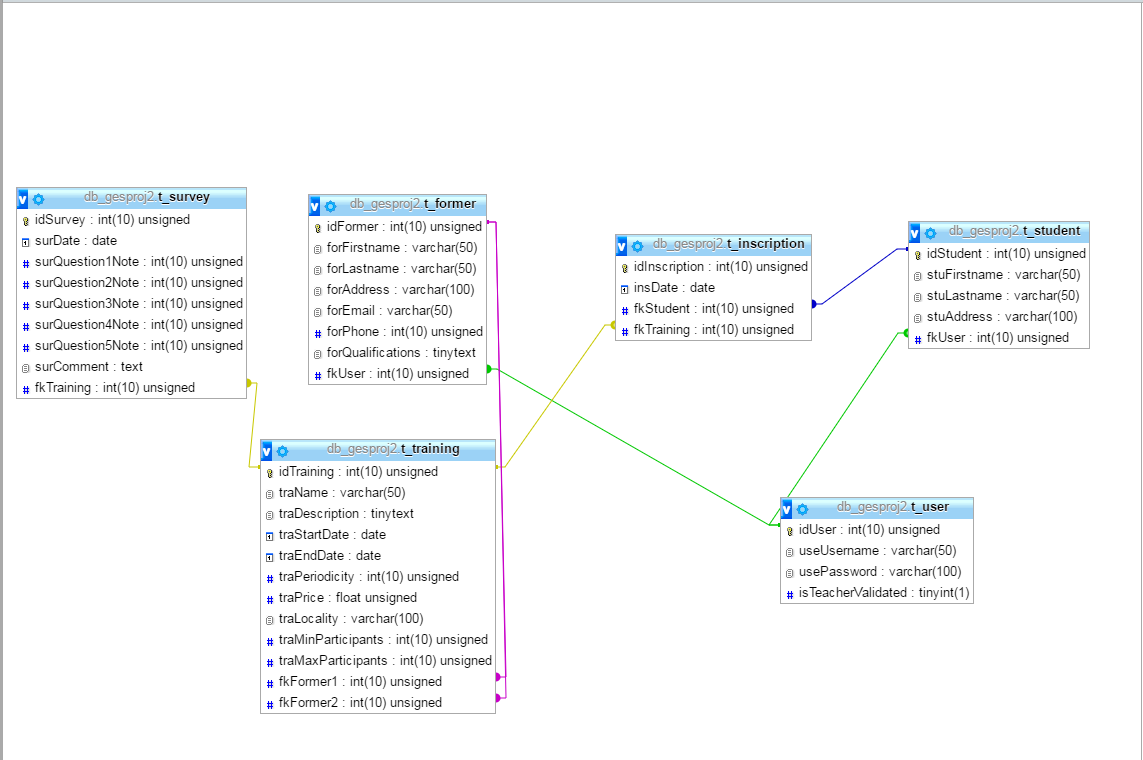 db_gesproj2.t_survey
idSurvey : int(10) unsigned
surDate : date
surQuestion1Note : int(10) unsigned
surQuestion2Note : int(10) unsigned
surQuestion3Note : int(10) unsigned
surQuestion4Note : int(10) unsigned
surQuestion5Note : int(10) unsigned
surComment : text
fkTraining : int(10) unsigned
db_gesproj2.t_former
idFormer : int(10) unsigned
forFirstname : varchar(50)
forLastname : varchar(50)
forAddress : varchar(100)
forEmail : varchar(50)
forPhone : int(10) unsigned
forQualifications : tinytext
fkUser : int(10) unsigned
db_gesproj2.t_inscription
idInscription : int(10) unsigned
insDate : date
fkStudent : int(10) unsigned
fkTraining : int(10) unsigned
db_gesproj2.t_student
idStudent : int(10) unsigned
stuFirstname : varchar(50)
stuLastname : varchar(50)
stuAddress : varchar(100)
fkUser : int(10) unsigned
db_gesproj2.t_training
idTraining : int(10) unsigned
traName : varchar(50)
traDescription : tinytext
traStartDate : date
traEndDate : date
traPeriodicity : int(10) unsigned
traPrice : float unsigned
traLocality : varchar(100)
traMinParticipants : int(10) unsigned
traMaxParticipants : int(10) unsigned
fkFormer1 : int(10) unsigned
fkFormer2 : int(10) unsigned
db_gesproj2.t_user
idUser : int(10) unsigned
useUsername : varchar(50)
usePassword : varchar(100)
isTeacherValidated : tinyint(1)